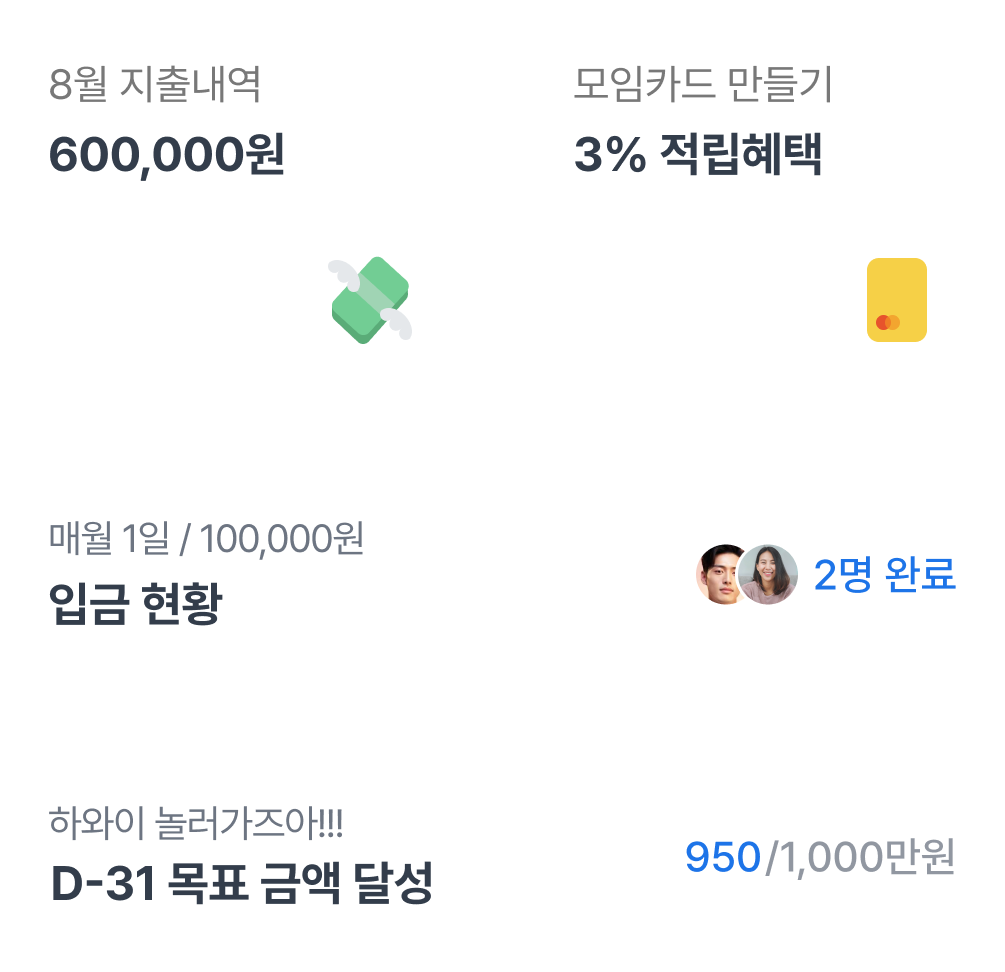 8월 지출내역
600,000원
모임카드 만들기
3% 적립혜택
매월 1일 / 100,000원
입금 현황
2명 완료
하와이 놀러가즈아!!!
D-31 목표 금액 달성
950/1,000만원